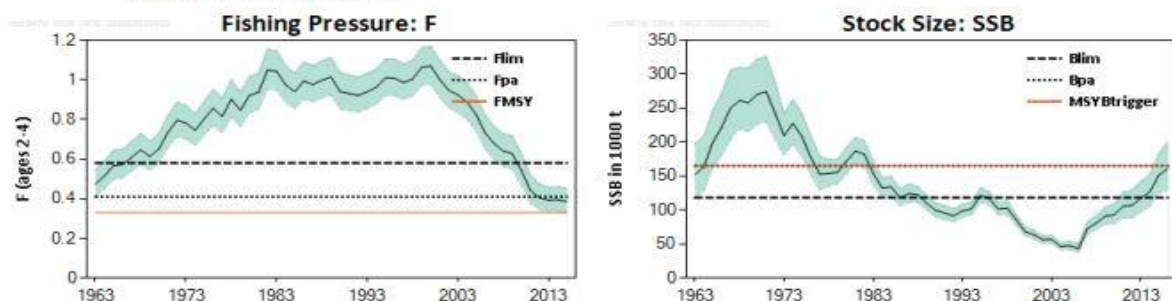 Fishing Pressure: F
F (ages 2-4)
1.2
1
0.8
0.6
0.4
0.2
0
Flim
Fpa
FMSY
1963
1973
1983
1993
2003
2013
Stock Size: SSB
SSB in 1000 t
350
300
250
200
150
100
50
0
Blim
Bpa
MSYBtrigger
1963
1973
1983
1993
2003
2013